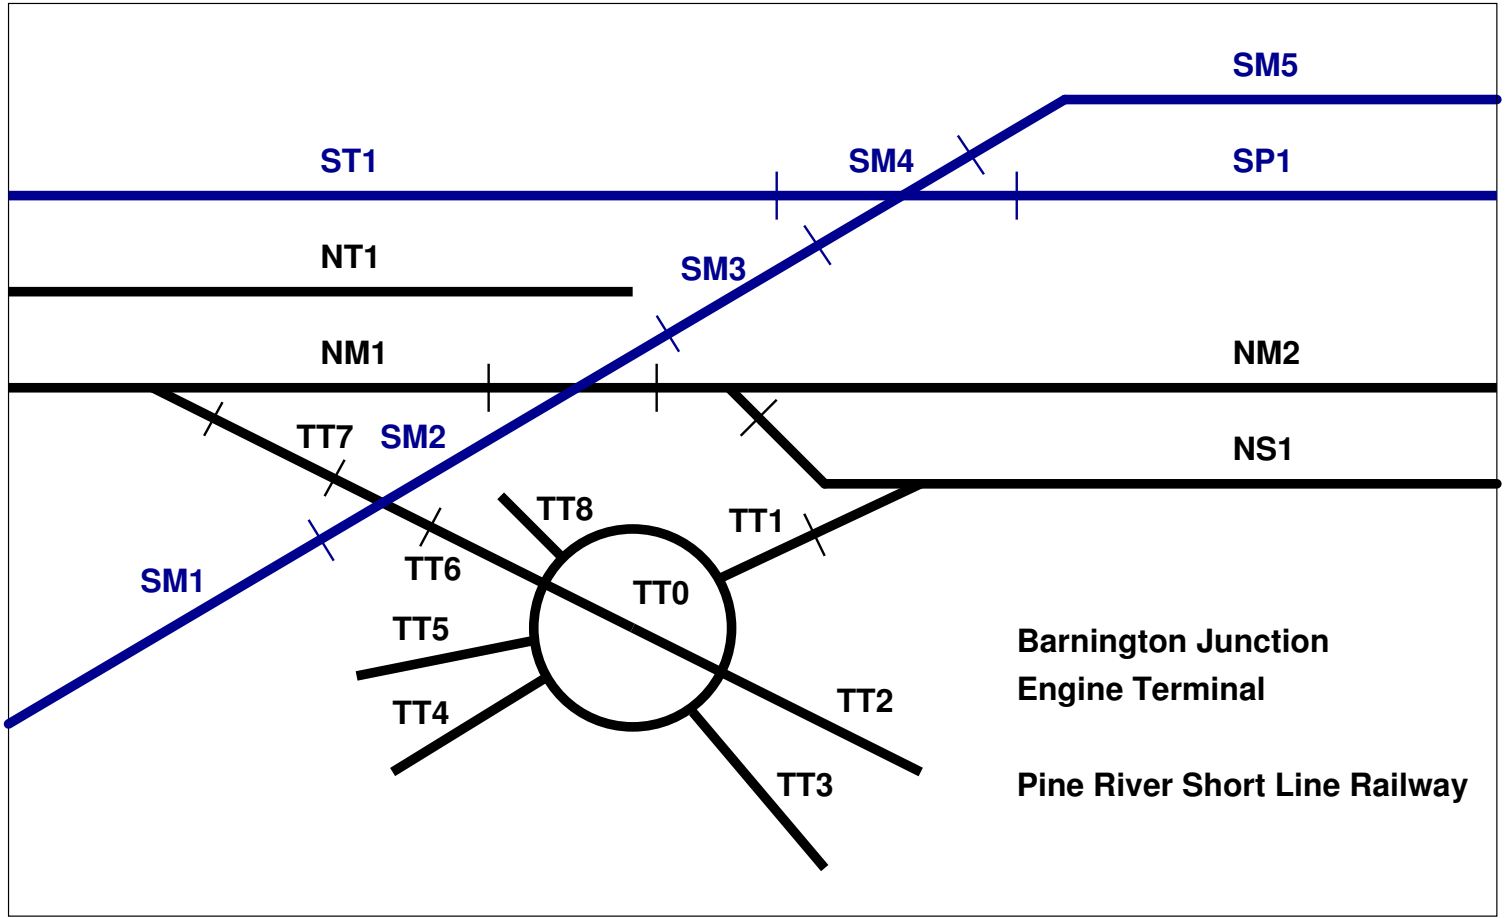 SM5
ST1
SM4
SP1
NT1
SM3
NM1
NM2
TT7
SM2
NS1
TT8
TT1
TT6
SM1
TT0
TT5
Barnington Junction
Engine Terminal
TT2
TT4
TT3
Pine River Short Line Railway